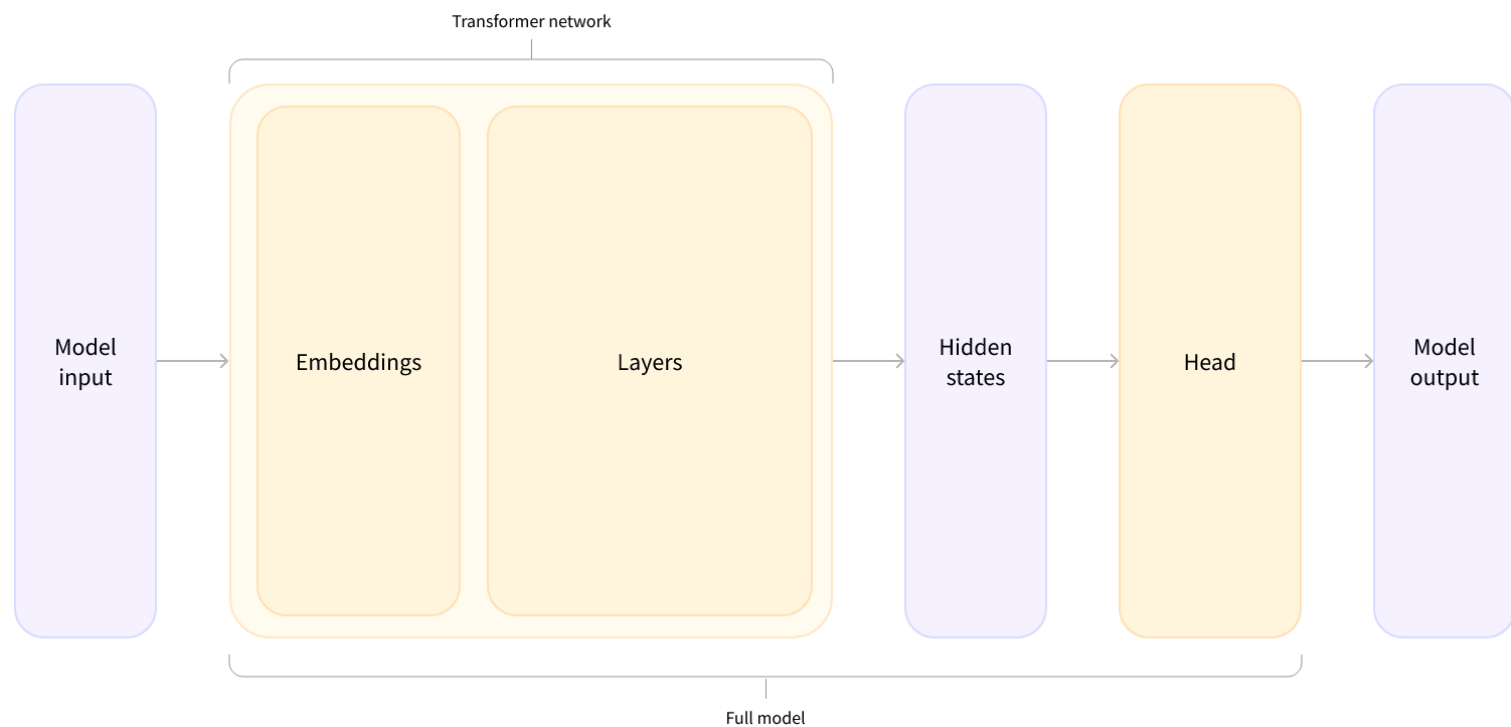 Transformer network
Model
input
Embeddings
Layers
Hidden
states
Head
Model
output
Full model